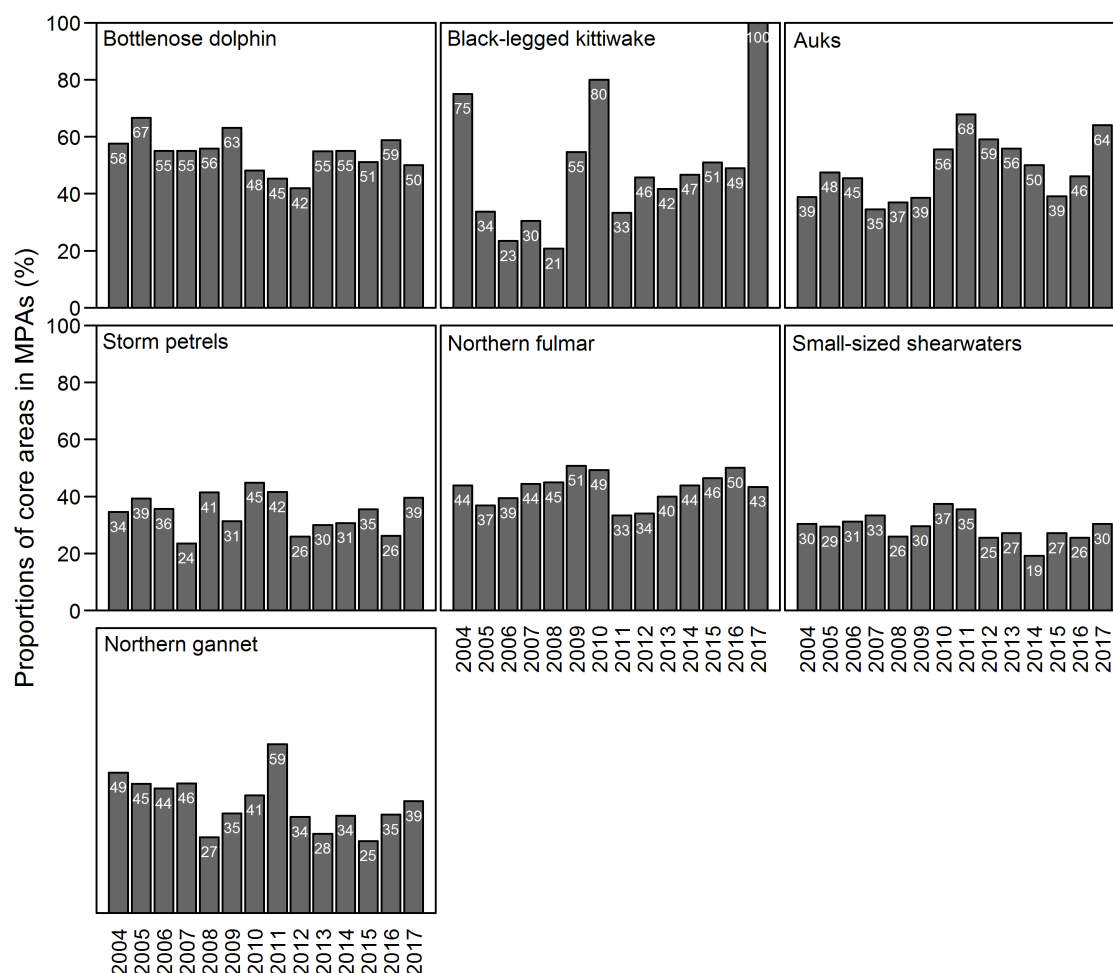 Proportions of core areas in MPAs (%)
Bottlenose dolphin
100
80
60
40
20
0
58 67 55 55 56 63 48 45 42 55 55 51 59 50
Black-legged kittiwake
75 34 23 30 21 55 80 33 46 42 47 51 49 100
Auks
39 48 45 35 37 39 56 68 59 56 50 39 46 64
Storm petrels
100
80
60
40
20
0
34 39 36 24 41 31 45 42 26 30 31 35 26 39
Northern fulmar
44 37 39 44 45 51 49 33 34 40 44 46 50 43
2004 2005 2006 2007 2008 2009 2010 2011 2012 2013 2014 2015 2016 2017
Small-sized shearwaters
30 29 31 33 26 30 37 35 25 27 19 27 26 30
2004 2005 2006 2007 2008 2009 2010 2011 2012 2013 2014 2015 2016 2017
Northern gannet
49 45 44 46 27 35 41 59 34 28 34 25 35 39
2004 2005 2006 2007 2008 2009 2010 2011 2012 2013 2014 2015 2016 2017